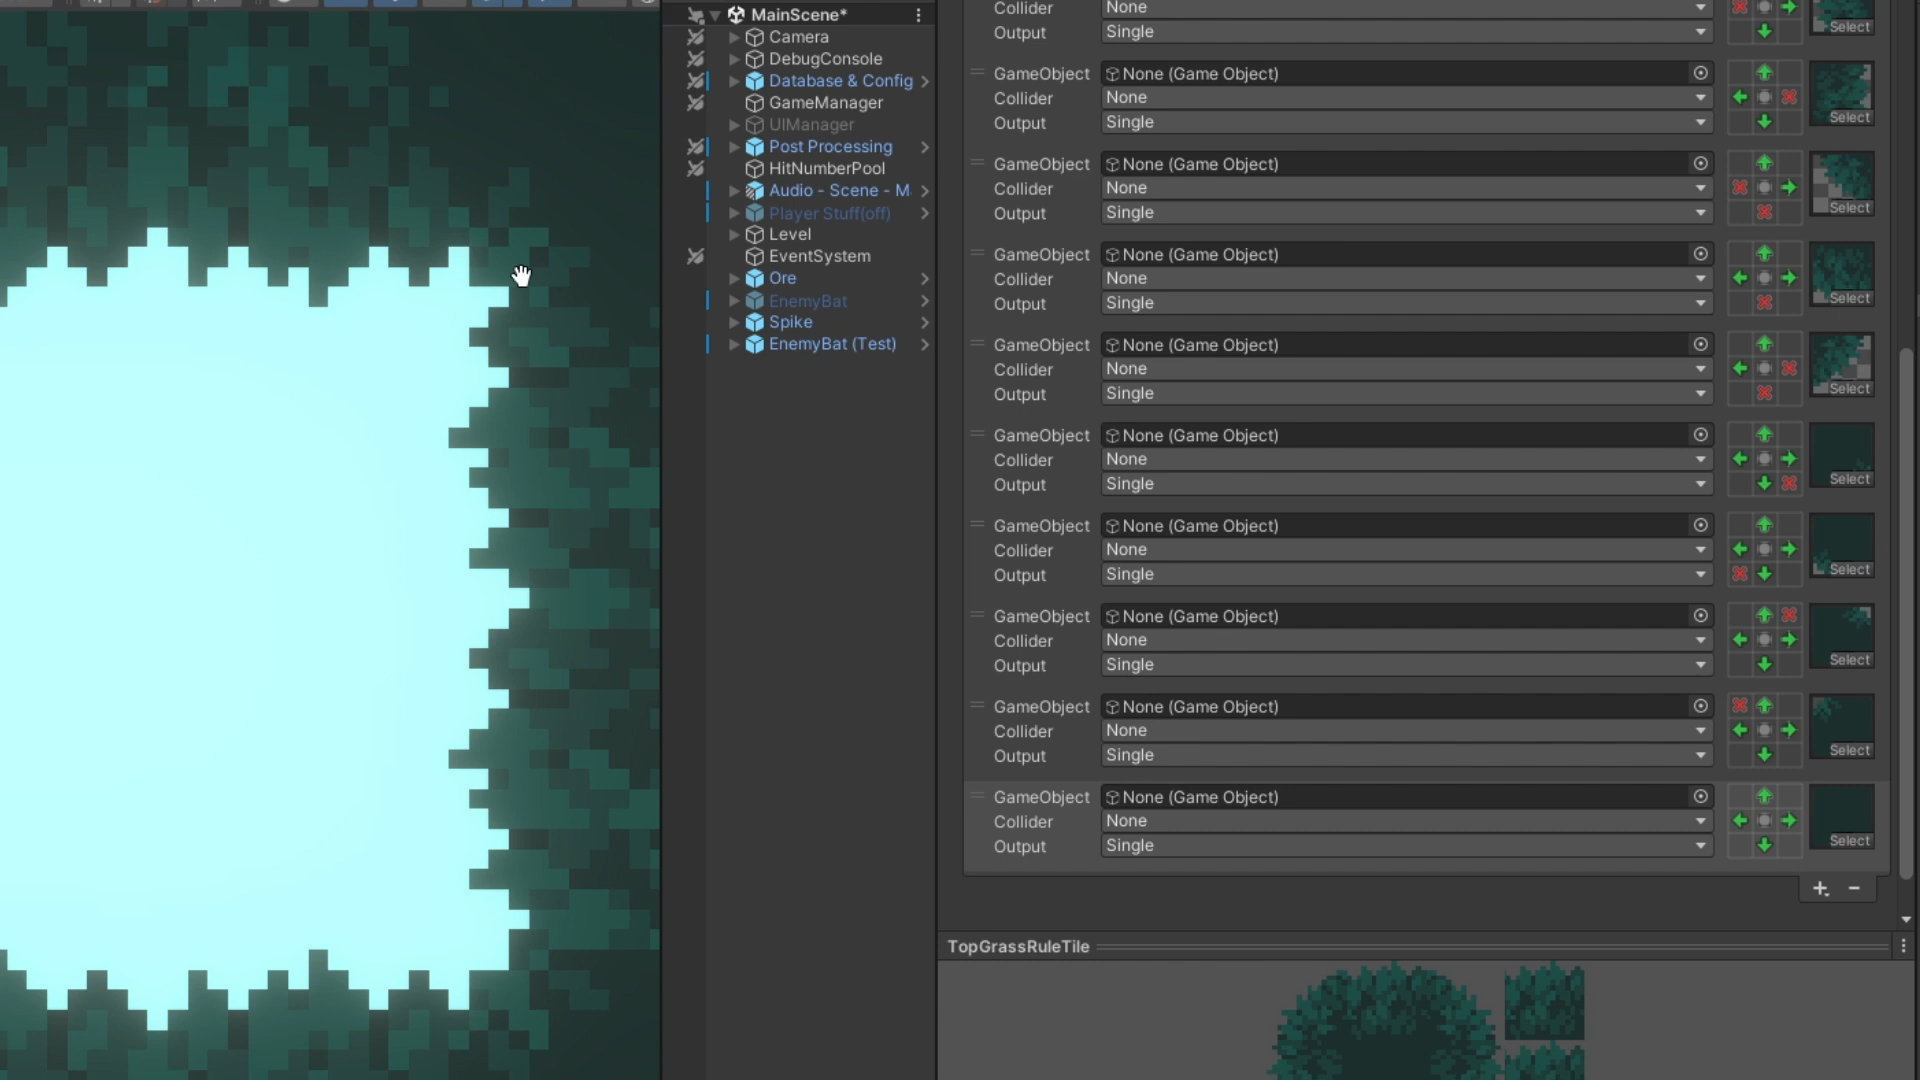 MainScene*
Camera
DebugConsole
Database & Config
GameManager
UIManager
Post Processing
HitNumberPool
Audio - Scene - M
Player Stuff(off)
Level
EventSystem
Ore
EnemyBat
Spike
EnemyBat (Test)
Collider None
Output Single
Select
GameObject None (Game Object)
Collider None
Output Single
Select
GameObject None (Game Object)
Collider None
Output Single
Select
GameObject None (Game Object)
Collider None
Output Single
Select
GameObject None (Game Object)
Collider None
Output Single
Select
GameObject None (Game Object)
Collider None
Output Single
Select
GameObject None (Game Object)
Collider None
Output Single
Select
GameObject None (Game Object)
Collider None
Output Single
Select
GameObject None (Game Object)
Collider None
Output Single
Select
GameObject None (Game Object)
Collider None
Output Single
Select
TopGrassRuleTile